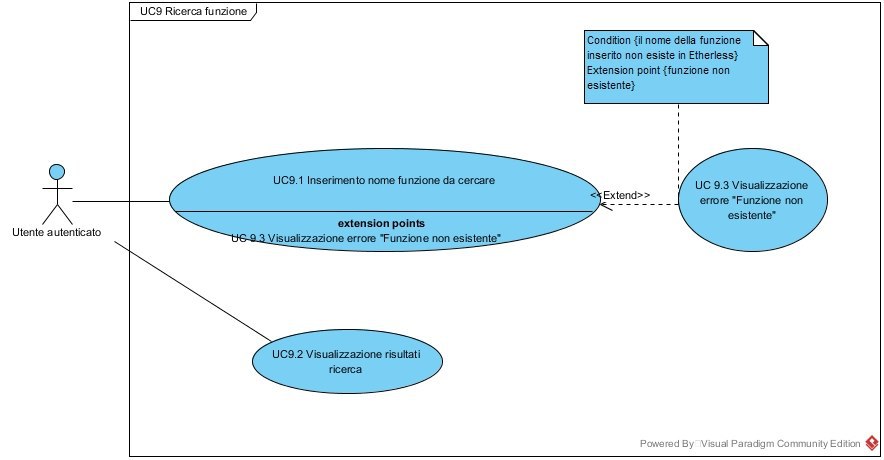 UC9 Ricerca funzione
Condition {il nome della funzione
inserito non esiste in Etherless}
Extension point {funzione non
esistente}
Utente autenticato
UC9.1 Inserimento nome funzione da cercare
extension points
UC 9.3 Visualizzazione errore "Funzione non esistente"
<<Extend>>
UC 9.3 Visualizzazione
errore "Funzione non
esistente"
UC9.2 Visualizzazione risultati
ricerca
Powered By Visual Paradigm Community Edition